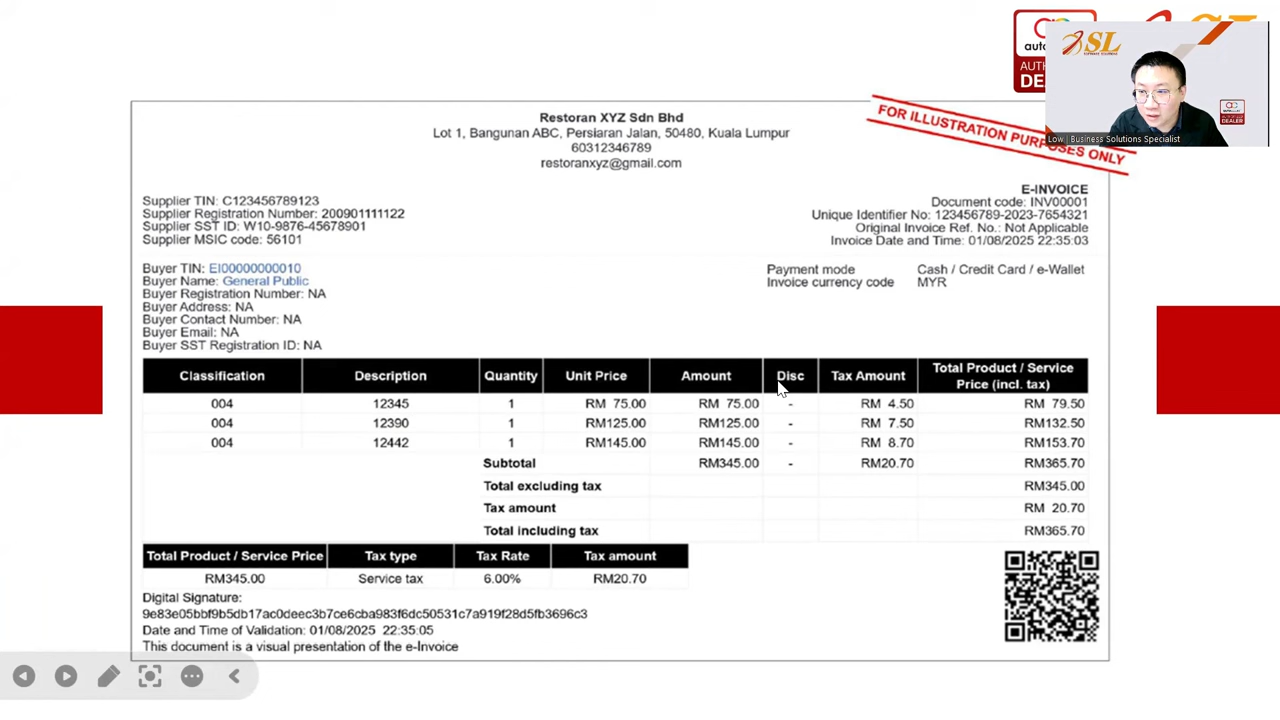 SL
auto
AUTH
DEA
SL
DEALER
Low | Business Solutions Specialist
FOR ILLUSTRATION PURPOSES ONLY
Restoran XYZ Sdn Bhd
Lot 1, Bangunan ABC, Persiaran Jalan, 50480, Kuala Lumpur
60312346789
restoranxyz@gmail.com
Supplier TIN: C123456789123
Supplier Registration Number: 200901111122
Supplier SST ID: W10-9876-45678901
Supplier MSIC code: 56101
E-INVOICE
Document code: INV00001
Unique Identifier No: 123456789-2023-7654321
Original Invoice Ref. No.: Not Applicable
Invoice Date and Time: 01/08/2025 22:35:03
Buyer TIN: EI00000000010
Buyer Name: General Public
Buyer Registration Number: NA
Buyer Address: NA
Buyer Contact Number: NA
Buyer Email: NA
Buyer SST Registration ID: NA
Payment mode Cash / Credit Card / e-Wallet
Invoice currency code MYR
Classification Description Quantity Unit Price Amount Disc Tax Amount Total Product / Service Price (incl. tax)
004 12345 1 RM 75.00 RM 75.00 - RM 4.50 RM 79.50
004 12390 1 RM125.00 RM125.00 - RM 7.50 RM132.50
004 12442 1 RM145.00 RM145.00 - RM 8.70 RM153.70
Subtotal RM345.00 - RM20.70 RM365.70
Total excluding tax RM345.00
Tax amount RM 20.70
Total including tax RM365.70
Total Product / Service Price Tax type Tax Rate Tax amount
RM345.00 Service tax 6.00% RM20.70
Digital Signature:
9e83e05bbf9b5db17ac0deec3b7ce6cba983f6dc50531c7a919f28d5fb3696c3
Date and Time of Validation: 01/08/2025 22:35:05
This document is a visual presentation of the e-Invoice